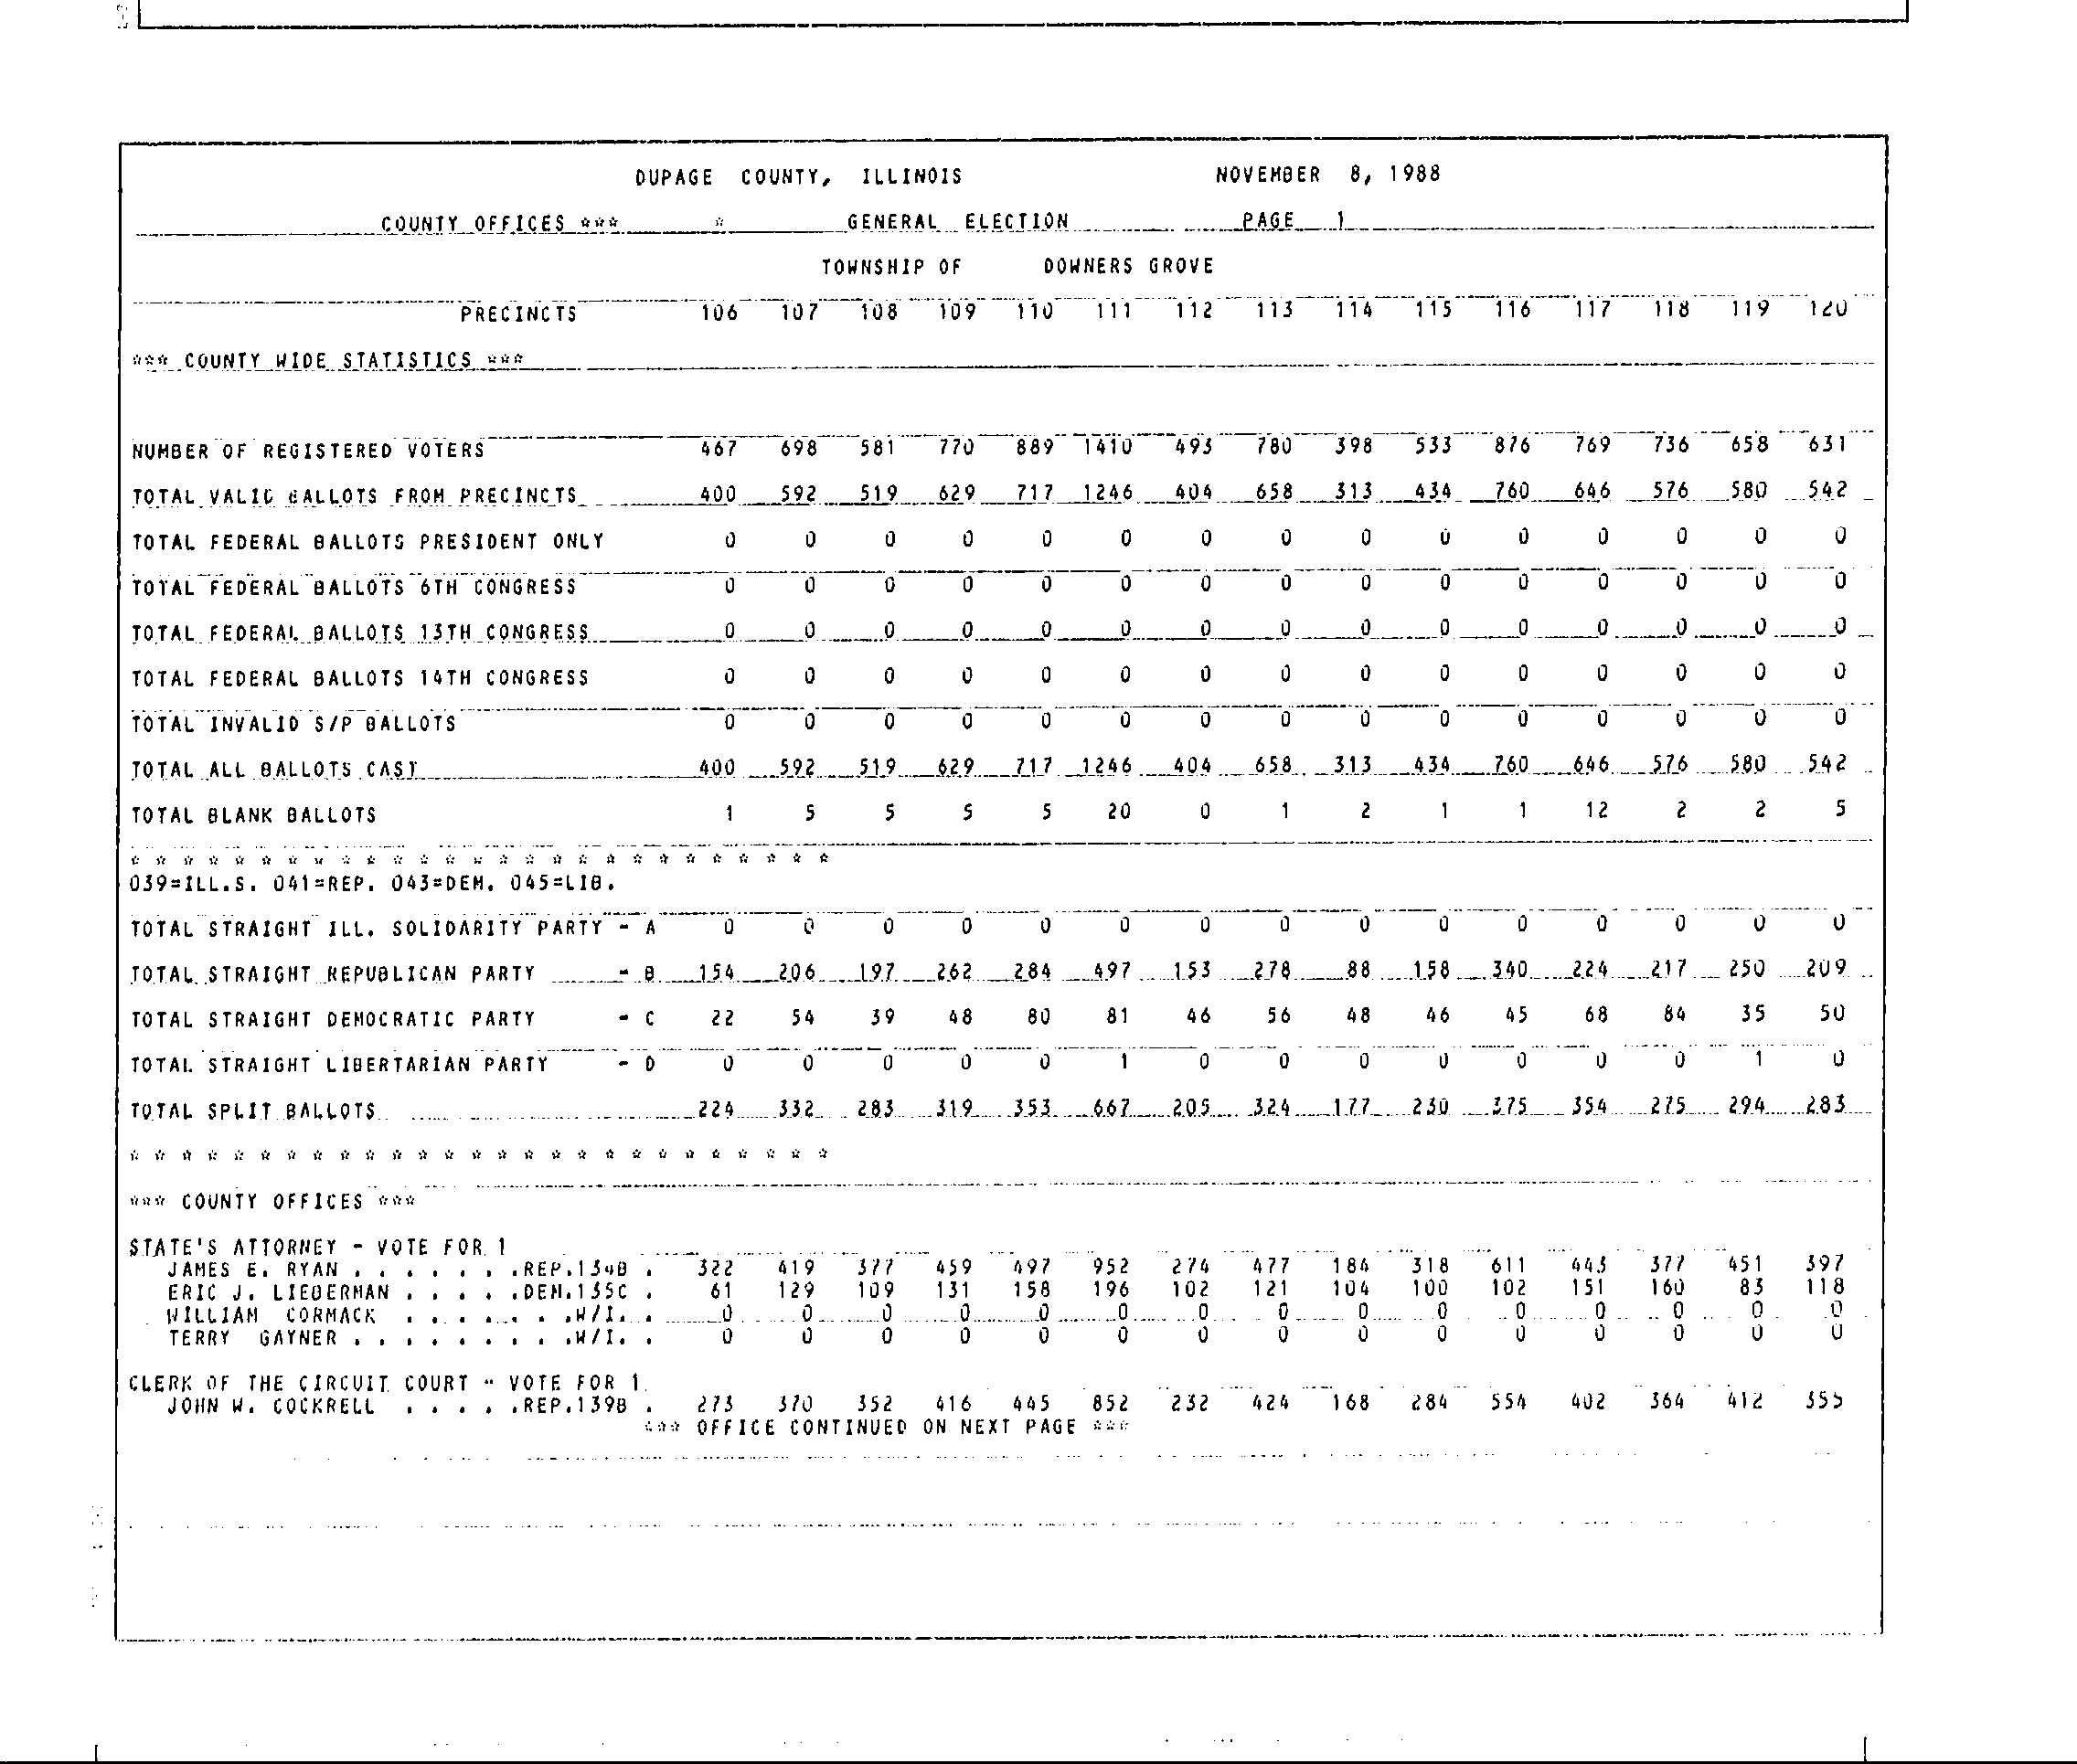 DUPAGE COUNTY, ILLINOIS NOVEMBER 8, 1988
COUNTY OFFICES *** * GENERAL ELECTION PAGE 1
TOWNSHIP OF DOWNERS GROVE
PRECINCTS 106 107 108 109 110 111 112 113 114 115 116 117 118 119 120
*** COUNTY WIDE STATISTICS ***
NUMBER OF REGISTERED VOTERS 467 698 581 770 889 1410 493 780 398 533 876 769 736 658 631
TOTAL VALID BALLOTS FROM PRECINCTS 400 592 519 629 717 1246 404 658 313 434 760 646 576 580 542
TOTAL FEDERAL BALLOTS PRESIDENT ONLY 0 0 0 0 0 0 0 0 0 0 0 0 0 0 0
TOTAL FEDERAL BALLOTS 6TH CONGRESS 0 0 0 0 0 0 0 0 0 0 0 0 0 0 0
TOTAL FEDERAL BALLOTS 13TH CONGRESS 0 0 0 0 0 0 0 0 0 0 0 0 0 0 0
TOTAL FEDERAL BALLOTS 14TH CONGRESS 0 0 0 0 0 0 0 0 0 0 0 0 0 0 0
TOTAL INVALID S/P BALLOTS 0 0 0 0 0 0 0 0 0 0 0 0 0 0 0
TOTAL ALL BALLOTS CAST 400 592 519 629 717 1246 404 658 313 434 760 646 576 580 542
TOTAL BLANK BALLOTS 1 5 5 5 5 20 0 1 2 1 1 12 2 2 5
* * * * * * * * * * * * * * * * * * * * * * * * * * *
039=ILL.S. 041=REP. 043=DEM. 045=LIB.
TOTAL STRAIGHT ILL. SOLIDARITY PARTY - A 0 0 0 0 0 0 0 0 0 0 0 0 0 0 0
TOTAL STRAIGHT REPUBLICAN PARTY - B 154 206 197 262 284 497 153 278 88 158 340 224 217 250 209
TOTAL STRAIGHT DEMOCRATIC PARTY - C 22 54 39 48 80 81 46 56 48 46 45 68 84 35 50
TOTAL STRAIGHT LIBERTARIAN PARTY - D 0 0 0 0 0 1 0 0 0 0 0 0 0 1 0
TOTAL SPLIT BALLOTS 224 332 283 319 353 667 205 324 177 230 375 354 275 294 283
* * * * * * * * * * * * * * * * * * * * * * * * * * *
*** COUNTY OFFICES ***
STATE'S ATTORNEY - VOTE FOR 1
JAMES E. RYAN . . . . . . .REP.134B . 322 419 377 459 497 952 274 477 184 318 611 443 377 451 397
ERIC J. LIEBERMAN . . . . .DEM.135C . 61 129 109 131 158 196 102 121 104 100 102 151 160 83 118
WILLIAM CORMACK . . . . . . .W/I. . 0 0 0 0 0 0 0 0 0 0 0 0 0 0 0
TERRY GAYNER . . . . . . . . .W/I. . 0 0 0 0 0 0 0 0 0 0 0 0 0 0 0
CLERK OF THE CIRCUIT COURT - VOTE FOR 1
JOHN W. COCKRELL . . . . .REP.139B . 273 370 352 416 445 852 232 424 168 284 554 402 364 412 355
*** OFFICE CONTINUED ON NEXT PAGE ***